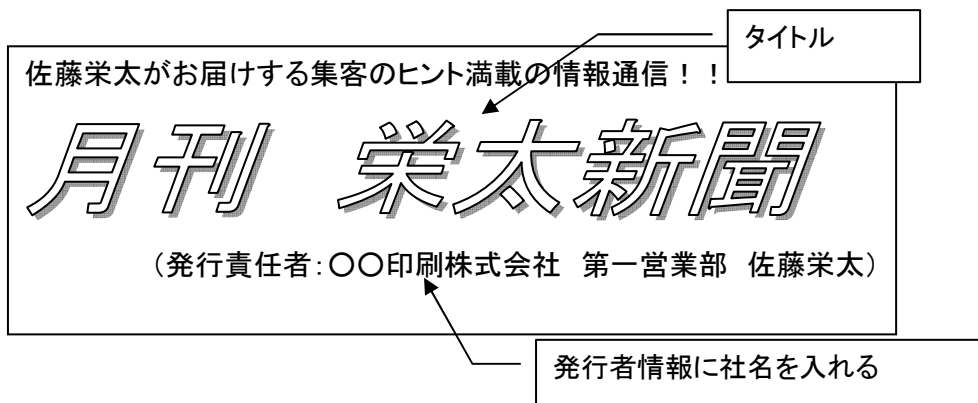 タイトル
佐藤栄太がお届けする集客のヒント満載の情報通信！！
月刊 栄太新聞
（発行責任者：〇〇印刷株式会社 第一営業部 佐藤栄太）
発行者情報に社名を入れる